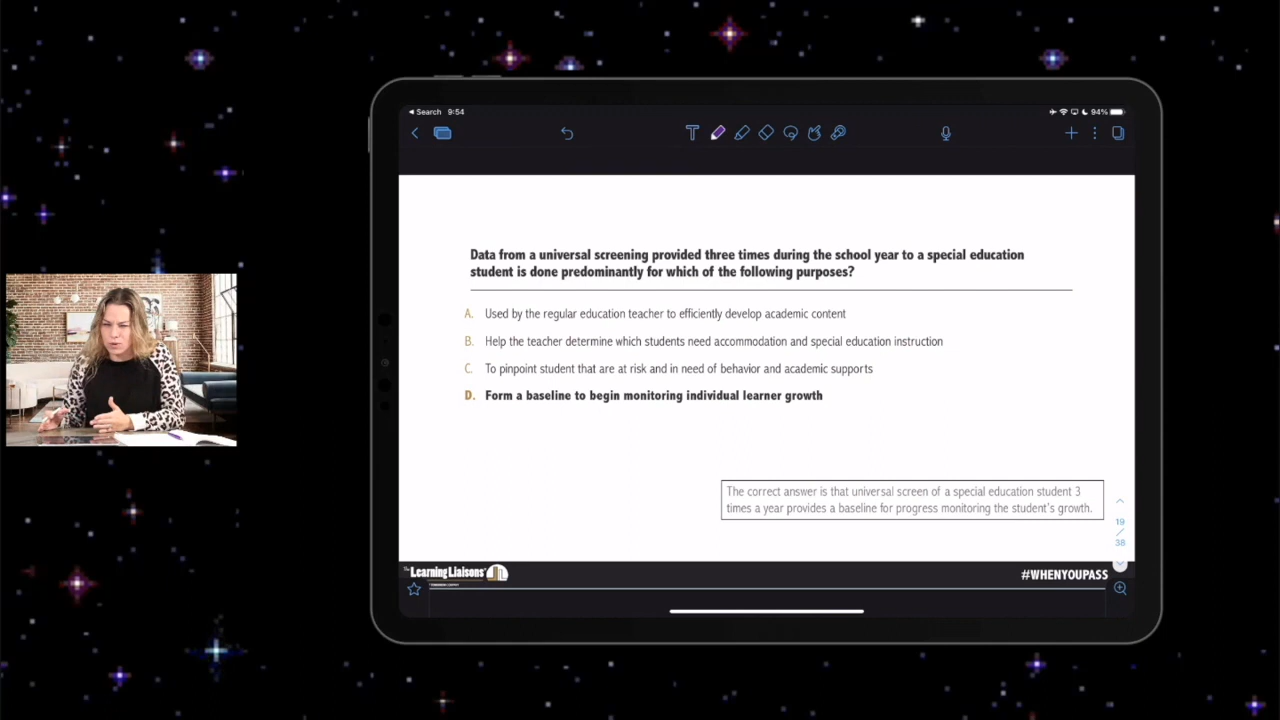 Search 9:54
94%
T
Data from a universal screening provided three times during the school year to a special education
student is done predominantly for which of the following purposes?
A. Used by the regular education teacher to efficiently develop academic content
B. Help the teacher determine which students need accommodation and special education instruction
C. To pinpoint student that are at risk and in need of behavior and academic supports
D. Form a baseline to begin monitoring individual learner growth
The correct answer is that universal screen of a special education student 3
times a year provides a baseline for progress monitoring the student's growth.
19
/
38
The Learning Liaisons
#WHENYOUPASS